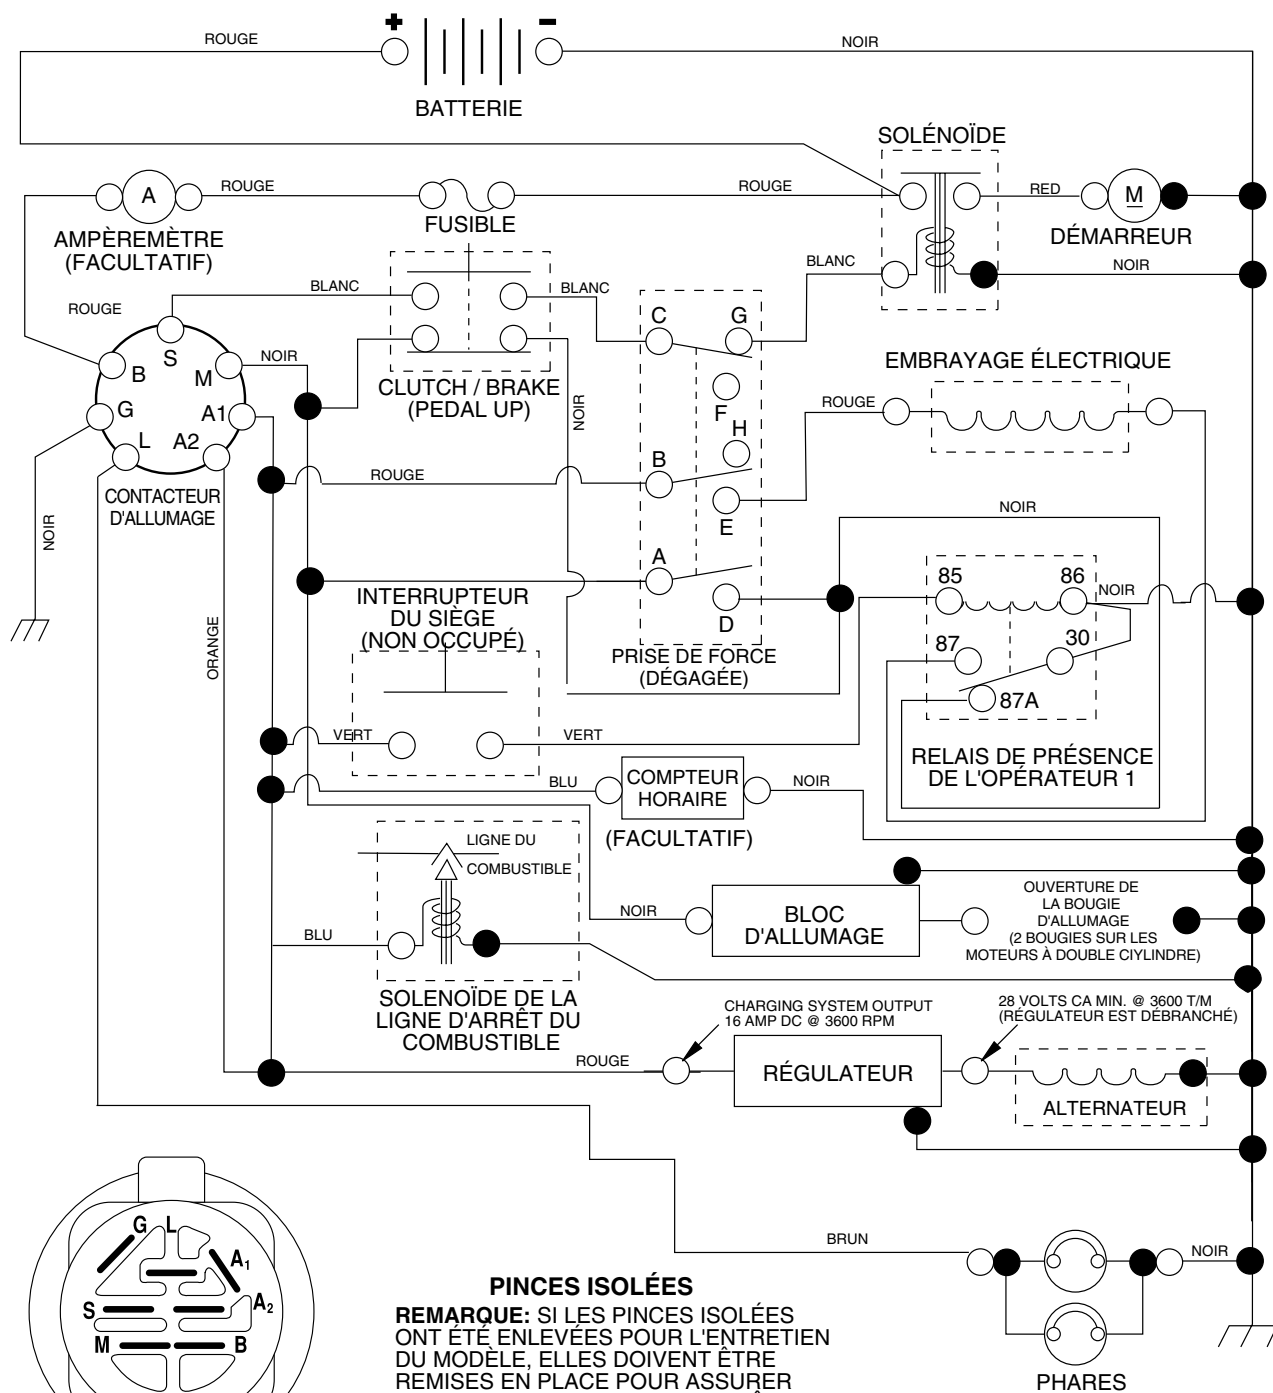 + -
ROUGE
NOIR
BATTERIE
SOLÉNOÏDE
A
ROUGE
ROUGE
RED
M
FUSIBLE
AMPÈREMÈTRE
(FACULTATIF)
DÉMARREUR
BLANC
NOIR
BLANC
BLANC
ROUGE
C
G
S
NOIR
B
M
CLUTCH / BRAKE
(PEDAL UP)
EMBRAYAGE ÉLECTRIQUE
G
A1
F
ROUGE
NOIR
L
A2
H
B
ROUGE
CONTACTEUR
D'ALLUMAGE
E
NOIR
NOIR
A
85
86
NOIR
INTERRUPTEUR
DU SIÈGE
(NON OCCUPÉ)
D
ORANGE
87
30
PRISE DE FORCE
(DÉGAGÉE)
87A
VERT
VERT
RELAIS DE PRÉSENCE
DE L'OPÉRATEUR 1
BLU
COMPTEUR
HORAIRE
NOIR
(FACULTATIF)
LIGNE DU
COMBUSTIBLE
NOIR
BLOC
D'ALLUMAGE
OUVERTURE DE
LA BOUGIE
D'ALLUMAGE
(2 BOUGIES SUR LES
MOTEURS À DOUBLE CIYLINDRE)
BLU
SOLENOÏDE DE LA
LIGNE D'ARRÊT DU
COMBUSTIBLE
CHARGING SYSTEM OUTPUT
16 AMP DC @ 3600 RPM
28 VOLTS CA MIN. @ 3600 T/M
(RÉGULATEUR EST DÉBRANCHÉ)
ROUGE
RÉGULATEUR
ALTERNATEUR
G L
A₁
BRUN
NOIR
S
A₂
M
B
PINCES ISOLÉES
REMARQUE: SI LES PINCES ISOLÉES
ONT ÉTÉ ENLEVÉES POUR L'ENTRETIEN
DU MODÈLE, ELLES DOIVENT ÊTRE
REMISES EN PLACE POUR ASSURER
PHARES